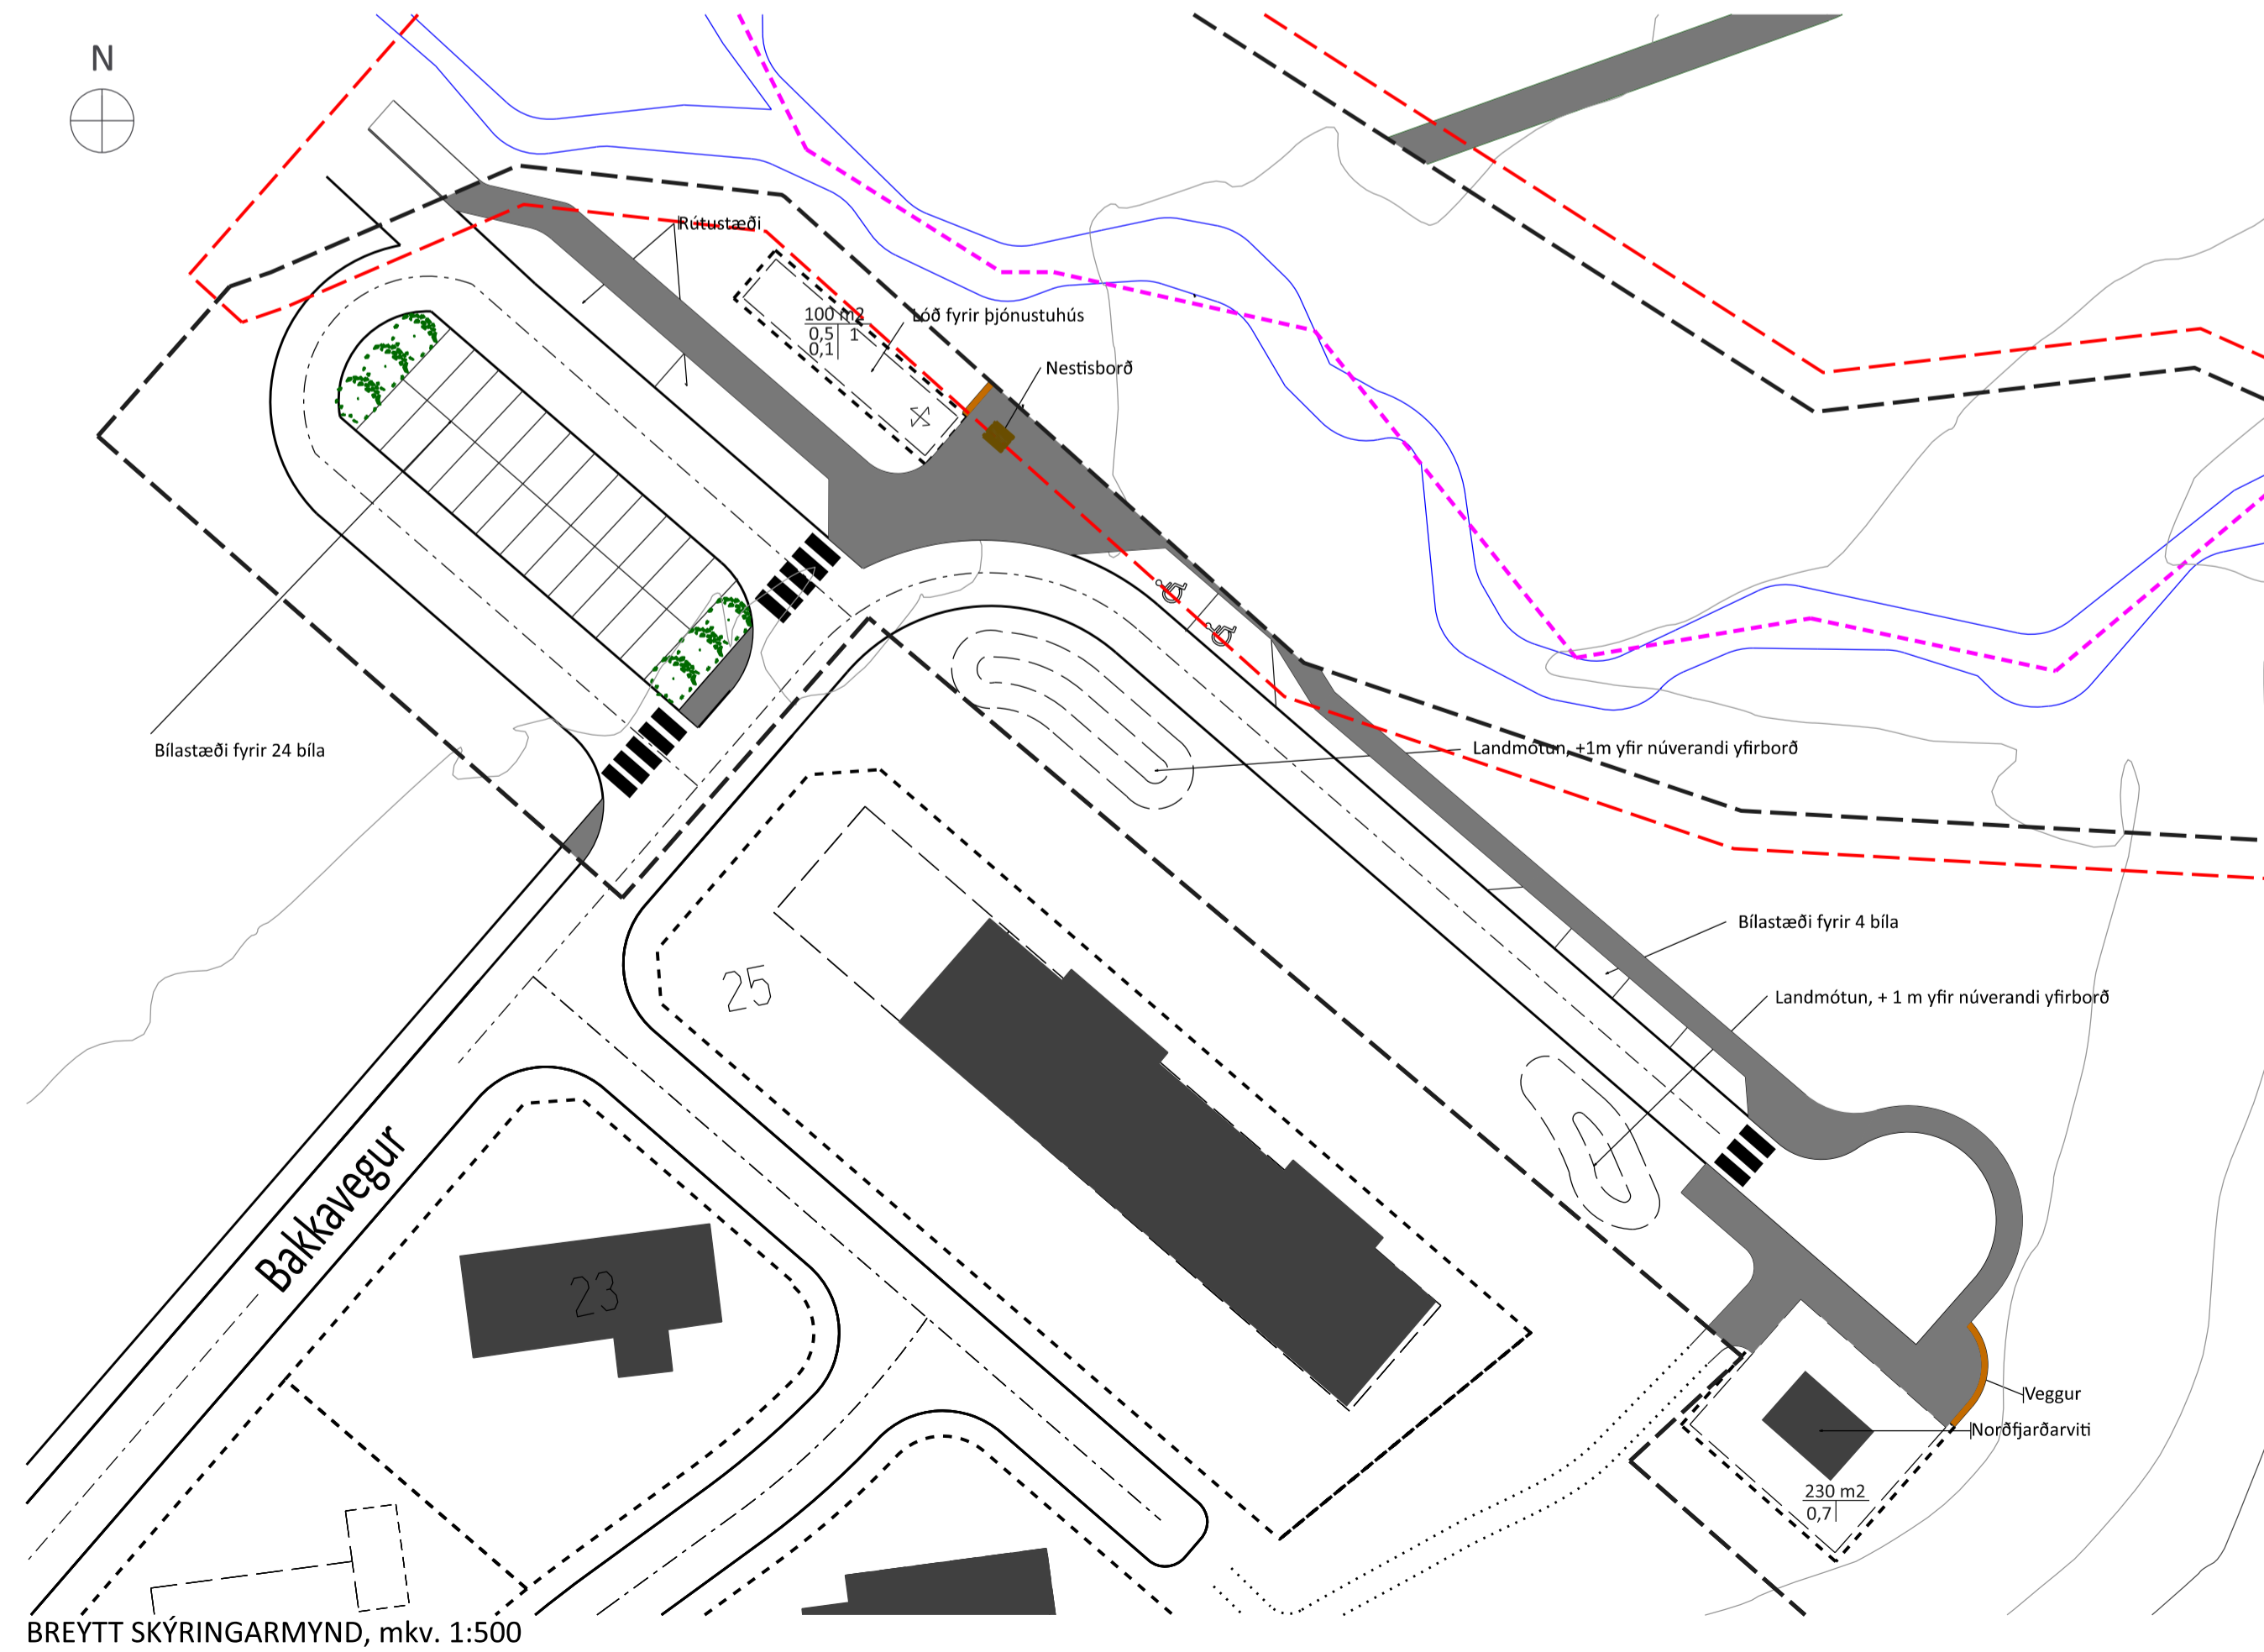 N
Rútustæði
100 m2
0,5 1
0,1
Lóð fyrir þjónustuhús
Nestisborð
Bílastæði fyrir 24 bíla
Landmótun, +1m yfir núverandi yfirborð
Bílastæði fyrir 4 bíla
25
Landmótun, + 1 m yfir núverandi yfirborð
Bakkavegur
23
Veggur
Norðfjarðarviti
230 m2
0,7
BREYTT SKÝRINGARMYND, mkv. 1:500